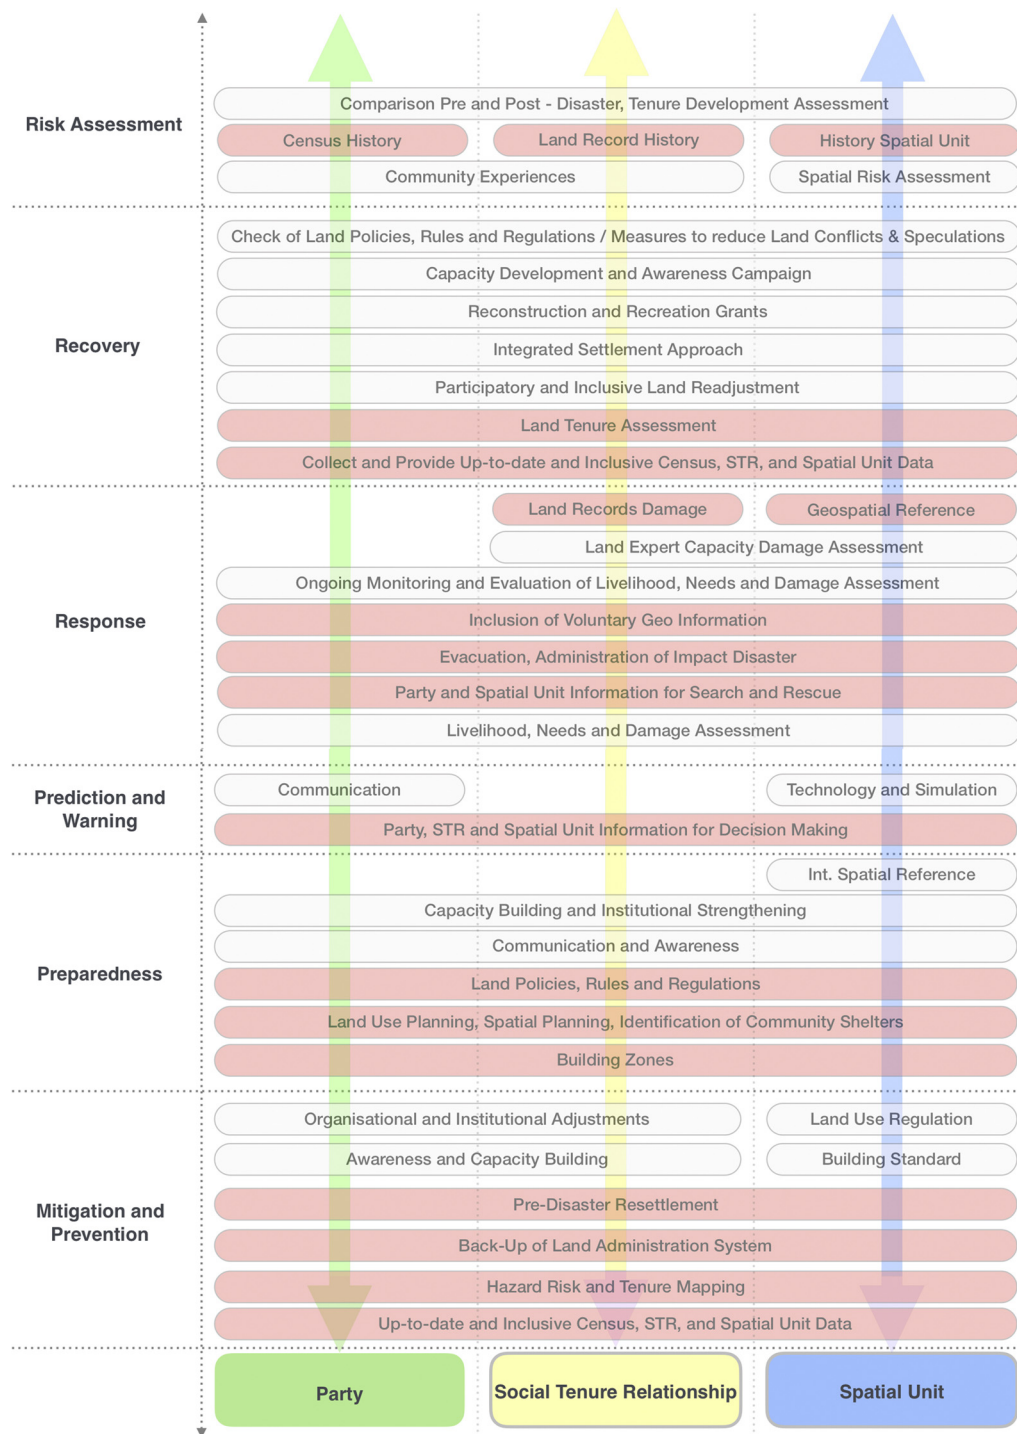 Risk Assessment
Comparison Pre and Post - Disaster, Tenure Development Assessment
Census History
Land Record History
History Spatial Unit
Community Experiences
Spatial Risk Assessment
Recovery
Check of Land Policies, Rules and Regulations / Measures to reduce Land Conflicts & Speculations
Capacity Development and Awareness Campaign
Reconstruction and Recreation Grants
Integrated Settlement Approach
Participatory and Inclusive Land Readjustment
Land Tenure Assessment
Collect and Provide Up-to-date and Inclusive Census, STR, and Spatial Unit Data
Response
Land Records Damage
Geospatial Reference
Land Expert Capacity Damage Assessment
Ongoing Monitoring and Evaluation of Livelihood, Needs and Damage Assessment
Inclusion of Voluntary Geo Information
Evacuation, Administration of Impact Disaster
Party and Spatial Unit Information for Search and Rescue
Livelihood, Needs and Damage Assessment
Prediction and
Warning
Communication
Technology and Simulation
Party, STR and Spatial Unit Information for Decision Making
Preparedness
Int. Spatial Reference
Capacity Building and Institutional Strengthening
Communication and Awareness
Land Policies, Rules and Regulations
Land Use Planning, Spatial Planning, Identification of Community Shelters
Building Zones
Mitigation and
Prevention
Organisational and Institutional Adjustments
Land Use Regulation
Awareness and Capacity Building
Building Standard
Pre-Disaster Resettlement
Back-Up of Land Administration System
Hazard Risk and Tenure Mapping
Up-to-date and Inclusive Census, STR, and Spatial Unit Data
Party
Social Tenure Relationship
Spatial Unit